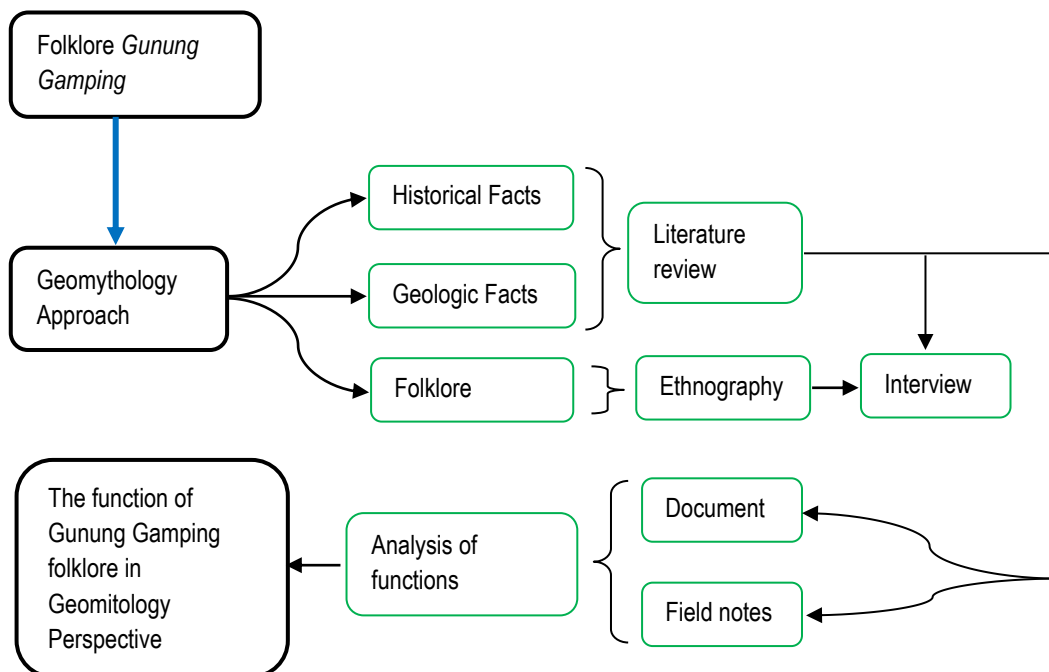 Folklore Gunung
Gamping
Historical Facts
Literature
review
Geomythology
Approach
Geologic Facts
Folklore
Ethnography
Interview
The function of
Gunung Gamping
folklore in
Geomitology
Perspective
Analysis of
functions
Document
Field notes